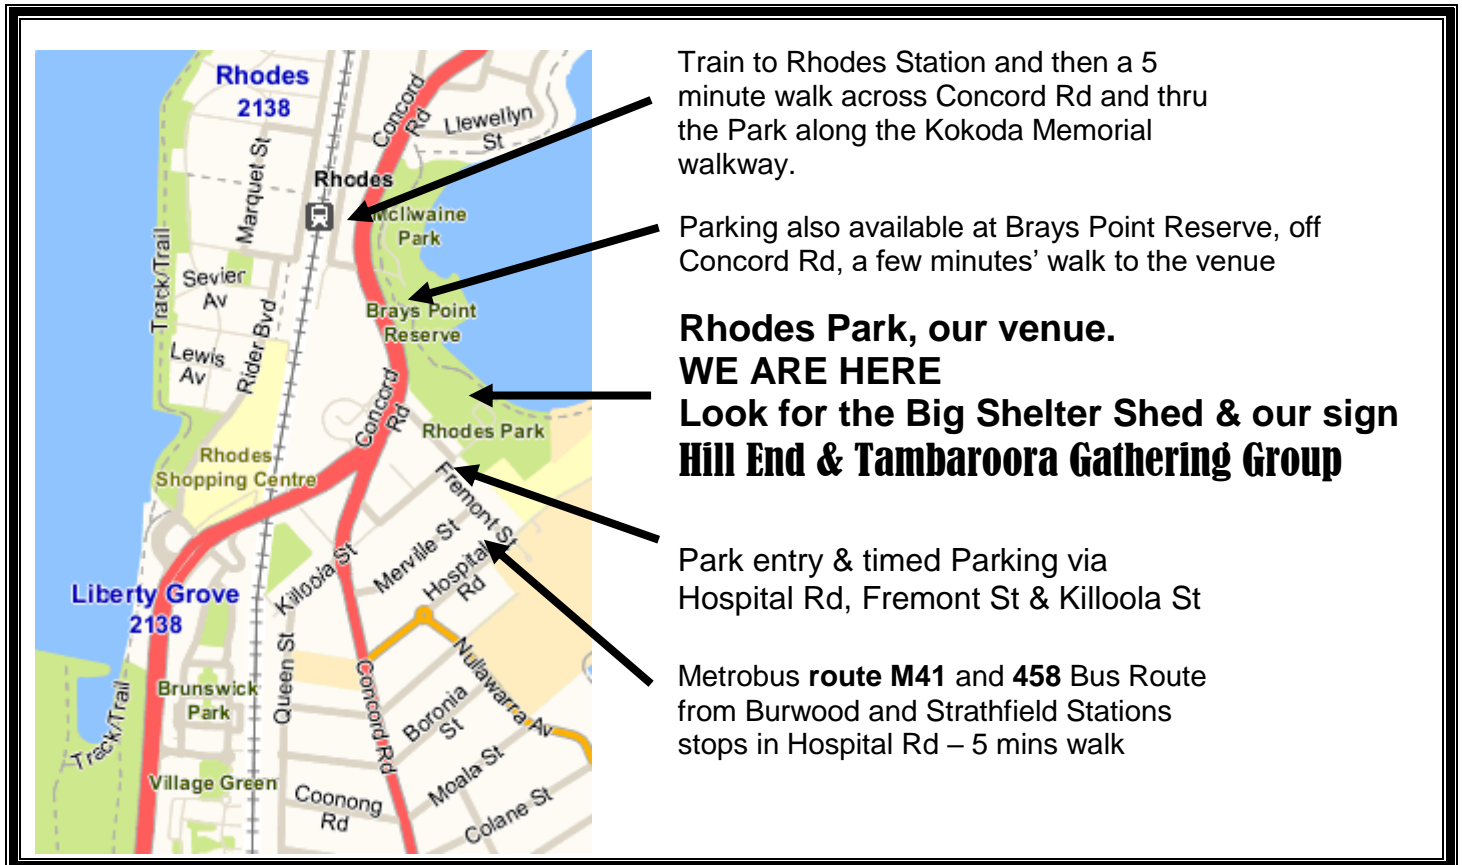 Train to Rhodes Station and then a 5
minute walk across Concord Rd and thru
the Park along the Kokoda Memorial
walkway.
Parking also available at Brays Point Reserve, off
Concord Rd, a few minutes’ walk to the venue
Rhodes Park, our venue.
WE ARE HERE
Look for the Big Shelter Shed & our sign
Hill End & Tambaroora Gathering Group
Park entry & timed Parking via
Hospital Rd, Fremont St & Killoola St
Metrobus route M41 and 458 Bus Route
from Burwood and Strathfield Stations
stops in Hospital Rd – 5 mins walk
Rhodes
2138
Concord
Rd
Llewellyn
St
Marquet St
Rhodes
McIlwaine
Park
Track/Trail
Sevier
Av
Rider Bvd
Brays Point
Reserve
Lewis
Av
Concord
Rd
Rhodes Park
Rhodes
Shopping Centre
Fremont St
Merville St
Hospital
Rd
Killoola St
Liberty Grove
2138
Queen St
Nullawarra Av
Concord Rd
Brunswick
Park
Boronia
St
Track/Trail
Moala St
Village Green
Coonong
Rd
Colane St